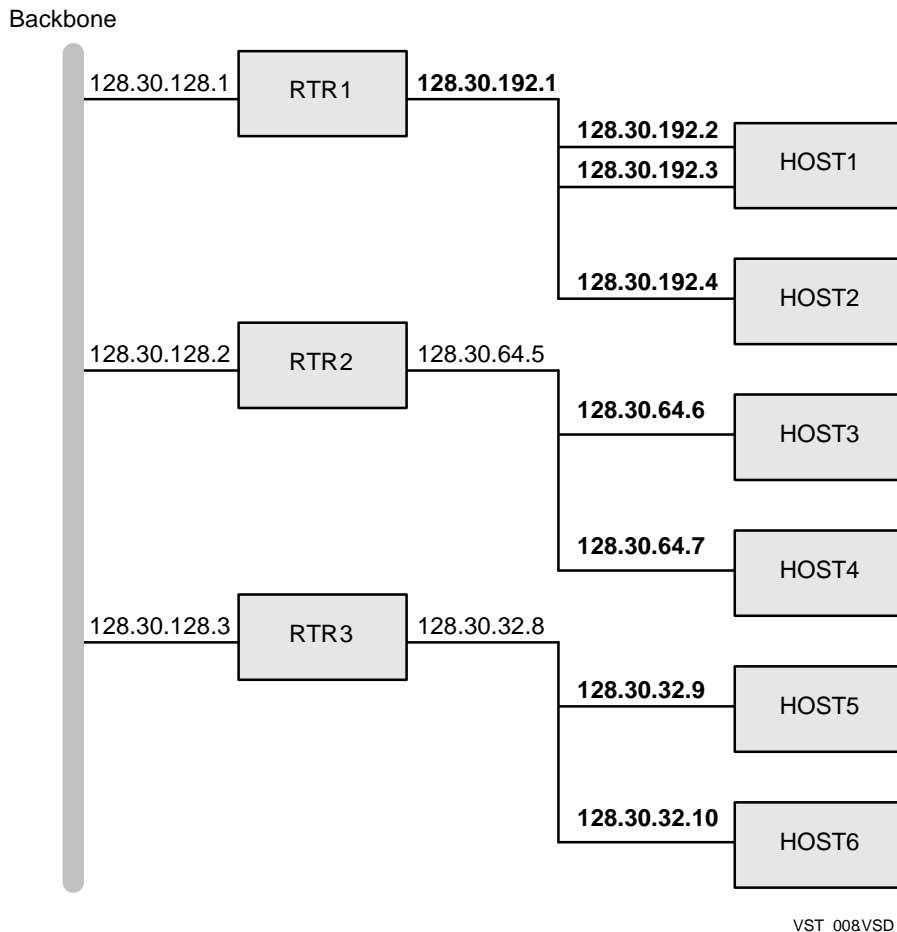 Backbone
128.30.128.1
RTR1
128.30.192.1
128.30.192.2
128.30.192.3
HOST1
128.30.192.4
HOST2
128.30.128.2
RTR2
128.30.64.5
128.30.64.6
HOST3
128.30.64.7
HOST4
128.30.128.3
RTR3
128.30.32.8
128.30.32.9
HOST5
128.30.32.10
HOST6
VST_008.VSD